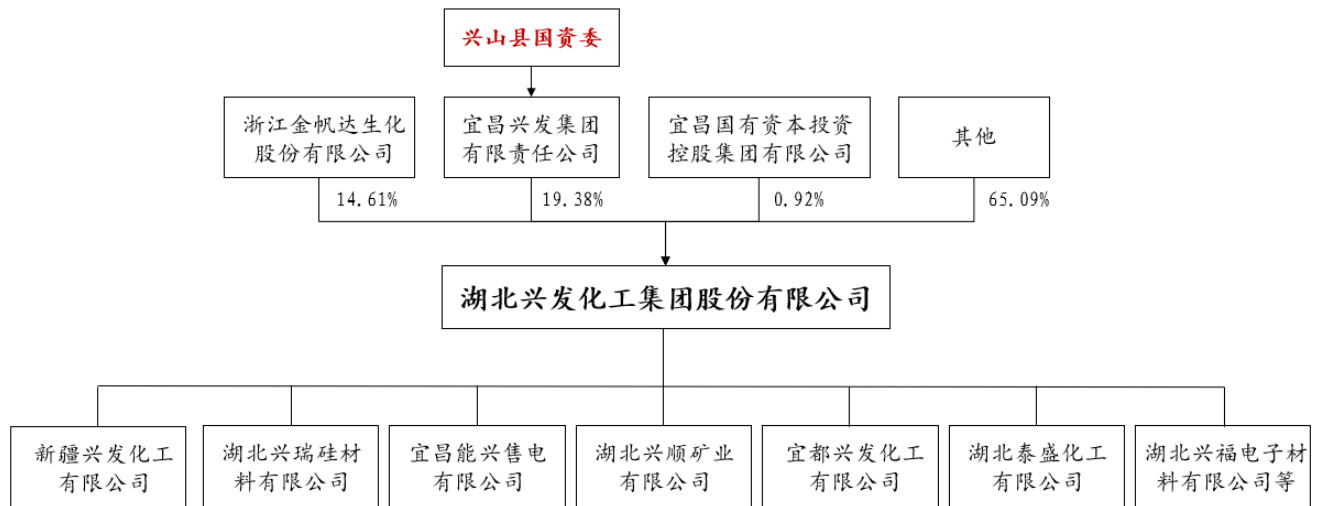 兴山县国资委
浙江金帆达生化
股份有限公司
宜昌兴发集团
有限责任公司
宜昌国有资本投资
控股集团有限公司
其他
14.61%
19.38%
0.92%
65.09%
湖北兴发化工集团股份有限公司
新疆兴发化工
有限公司
湖北兴瑞硅材
料有限公司
宜昌能兴售电
有限公司
湖北兴顺矿业
有限公司
宜都兴发化工
有限公司
湖北泰盛化工
有限公司
湖北兴福电子材
料有限公司等